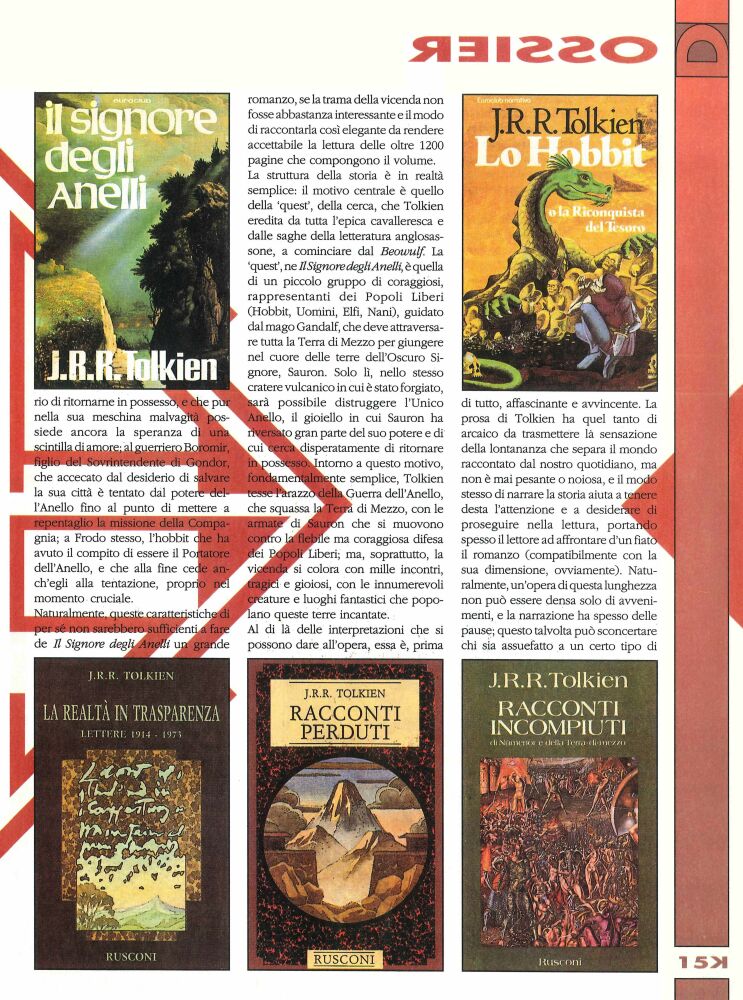 DOSSIER
euroclub
il signore
degli
Anelli
J.R.R. Tolkien
rio di ritornarne in possesso, e che pur
nella sua meschina malvagità pos-
siede ancora la speranza di una
scintilla di amore; al guerriero Boromir,
figlio del Sovrintendente di Gondor,
che accecato dal desiderio di salvare
la sua città è tentato dal potere del-
l'Anello fino al punto di mettere a
repentaglio la missione della Compa-
gnia; a Frodo stesso, l'hobbit che ha
avuto il compito di essere il Portatore
dell'Anello, e che alla fine cede an-
ch'egli alla tentazione, proprio nel
momento cruciale.
Naturalmente, queste caratteristiche di
per sé non sarebbero sufficienti a fare
de Il Signore degli Anelli un grande
romanzo, se la trama della vicenda non
fosse abbastanza interessante e il modo
di raccontarla così elegante da rendere
accettabile la lettura delle oltre 1200
pagine che compongono il volume.
La struttura della storia è in realtà
semplice: il motivo centrale è quello
della 'quest', della cerca, che Tolkien
eredita da tutta l'epica cavalleresca e
dalle saghe della letteratura anglosas-
sone, a cominciare dal Beowulf. La
'quest', ne Il Signore degli Anelli, è quella
di un piccolo gruppo di coraggiosi,
rappresentanti dei Popoli Liberi
(Hobbit, Uomini, Elfi, Nani), guidato
dal mago Gandalf, che deve attraversa-
re tutta la Terra di Mezzo per giungere
nel cuore delle terre dell'Oscuro Si-
gnore, Sauron. Solo lì, nello stesso
cratere vulcanico in cui è stato forgiato,
sarà possibile distruggere l'Unico
Anello, il gioiello in cui Sauron ha
riversato gran parte del suo potere e di
cui cerca disperatamente di ritornare
in possesso. Intorno a questo motivo,
fondamentalmente semplice, Tolkien
tesse l'arazzo della Guerra dell'Anello,
che squassa la Terra di Mezzo, con le
armate di Sauron che si muovono
contro la flebile ma coraggiosa difesa
dei Popoli Liberi; ma, soprattutto, la
vicenda si colora con mille incontri,
tragici e gioiosi, con le innumerevoli
creature e luoghi fantastici che popo-
lano queste terre incantate.
Al di là delle interpretazioni che si
possono dare all'opera, essa è, prima
Euroclub narrativa
J.R.R. Tolkien
Lo Hobbit
o la Riconquista
del Tesoro
di tutto, affascinante e avvincente. La
prosa di Tolkien ha quel tanto di
arcaico da trasmettere la sensazione
della lontananza che separa il mondo
raccontato dal nostro quotidiano, ma
non è mai pesante o noiosa, e il modo
stesso di narrare la storia aiuta a tenere
desta l'attenzione e a desiderare di
proseguire nella lettura, portando
spesso il lettore ad affrontare d'un fiato
il romanzo (compatibilmente con la
sua dimensione, ovviamente). Natu-
ralmente, un'opera di questa lunghezza
non può essere densa solo di avveni-
menti, e la narrazione ha spesso delle
pause; questo talvolta può sconcertare
chi sia assuefatto a un certo tipo di
J.R.R. TOLKIEN
LA REALTÀ IN TRASPARENZA
LETTERE 1914 - 1973
RUSCONI
J.R.R. TOLKIEN
RACCONTI
PERDUTI
RUSCONI
J.R.R. Tolkien
RACCONTI
INCOMPIUTI
di Númenor e della Terra-di-mezzo
Rusconi
15K